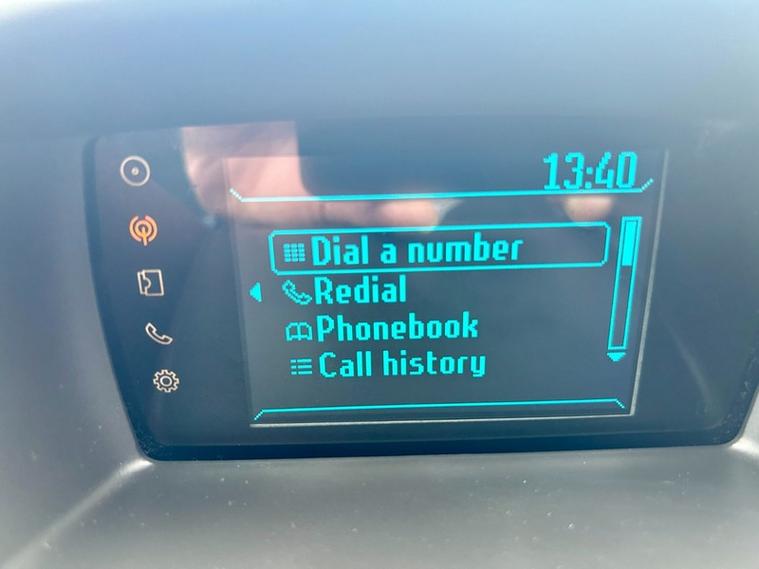 13:40
Dial a number
Redial
Phonebook
Call history